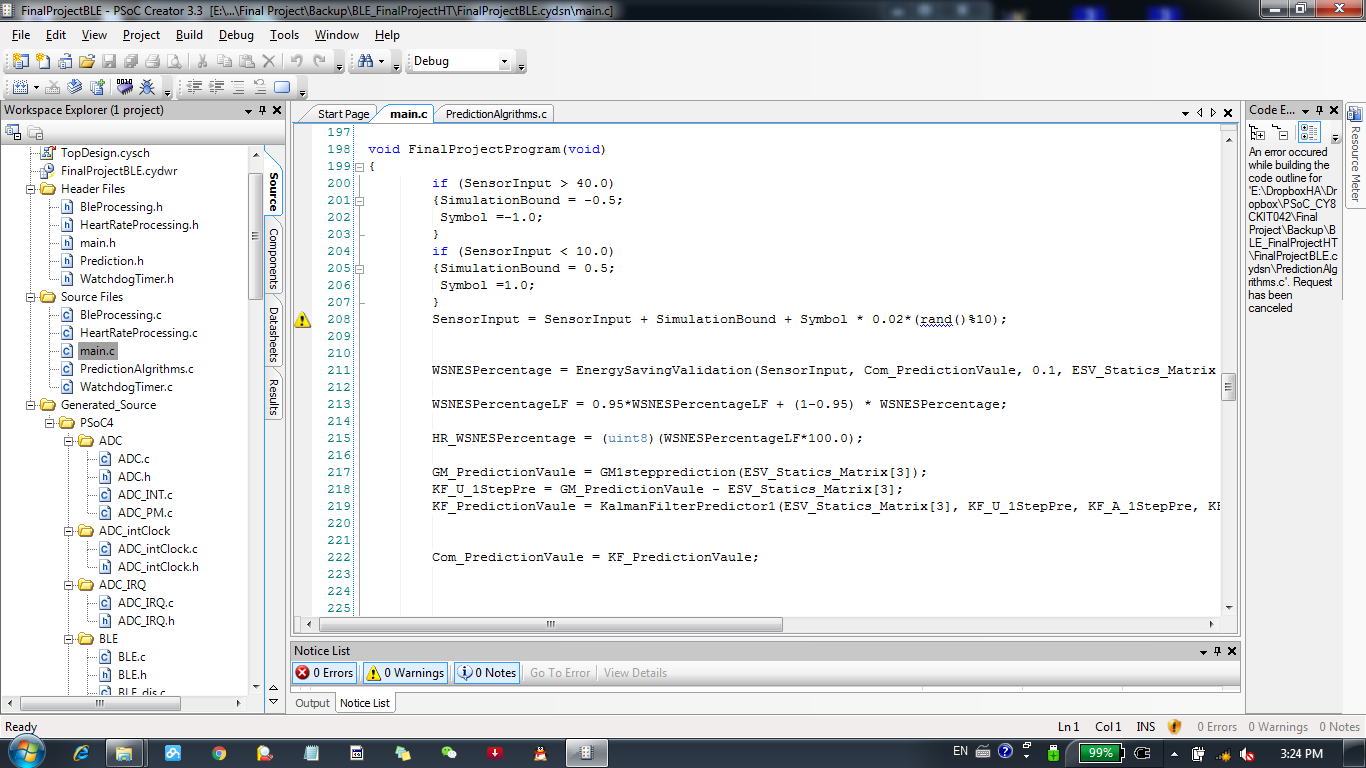 FinalProjectBLE - PSoC Creator 3.3 [E:\...\Final Project\Backup\BLE_FinalProjectHT\FinalProjectBLE.cydsn\main.c]
File Edit View Project Build Debug Tools Window Help
Debug
Workspace Explorer (1 project)
TopDesign.cysch
FinalProjectBLE.cydwr
Header Files
BleProcessing.h
HeartRateProcessing.h
main.h
Prediction.h
WatchdogTimer.h
Source Files
BleProcessing.c
HeartRateProcessing.c
main.c
PredictionAlgrithms.c
WatchdogTimer.c
Generated_Source
PSoC4
ADC
ADC.c
ADC.h
ADC_INT.c
ADC_PM.c
ADC_intClock
ADC_intClock.c
ADC_intClock.h
ADC_IRQ
ADC_IRQ.c
ADC_IRQ.h
BLE
BLE.c
BLE.h
BLE_dis.c
Source
Components
Datasheets
Results
Start Page main.c PredictionAlgrithms.c
197
198 void FinalProjectProgram(void)
199 {
200 if (SensorInput > 40.0)
201 {SimulationBound = -0.5;
202 Symbol =-1.0;
203 }
204 if (SensorInput < 10.0)
205 {SimulationBound = 0.5;
206 Symbol =1.0;
207 }
208 SensorInput = SensorInput + SimulationBound + Symbol * 0.02*(rand()%10);
209
210
211 WSNESPercentage = EnergySavingValidation(SensorInput, Com_PredictionVaule, 0.1, ESV_Statics_Matrix
212
213 WSNESPercentageLF = 0.95*WSNESPercentageLF + (1-0.95) * WSNESPercentage;
214
215 HR_WSNESPercentage = (uint8)(WSNESPercentageLF*100.0);
216
217 GM_PredictionVaule = GM1stepprediction(ESV_Statics_Matrix[3]);
218 KF_U_1StepPre = GM_PredictionVaule - ESV_Statics_Matrix[3];
219 KF_PredictionVaule = KalmanFilterPredictor1(ESV_Statics_Matrix[3], KF_U_1StepPre, KF_A_1StepPre,
220
221
222 Com_PredictionVaule = KF_PredictionVaule;
223
224
225
Notice List
0 Errors 0 Warnings 0 Notes Go To Error View Details
Output Notice List
Code E...
An error occured
while building the
code outline for
'E:\DropboxHA\Dr
opbox\PSoC_CY8
CKIT042\Final
Project\Backup\B
LE_FinalProjectHT
\FinalProjectBLE.c
ydsn\PredictionAlg
rithms.c'. Request
has been
canceled
Resource Meter
Ready Ln 1 Col 1 INS 0 Errors 0 Warnings 0 Notes
EN 99% 3:24 PM